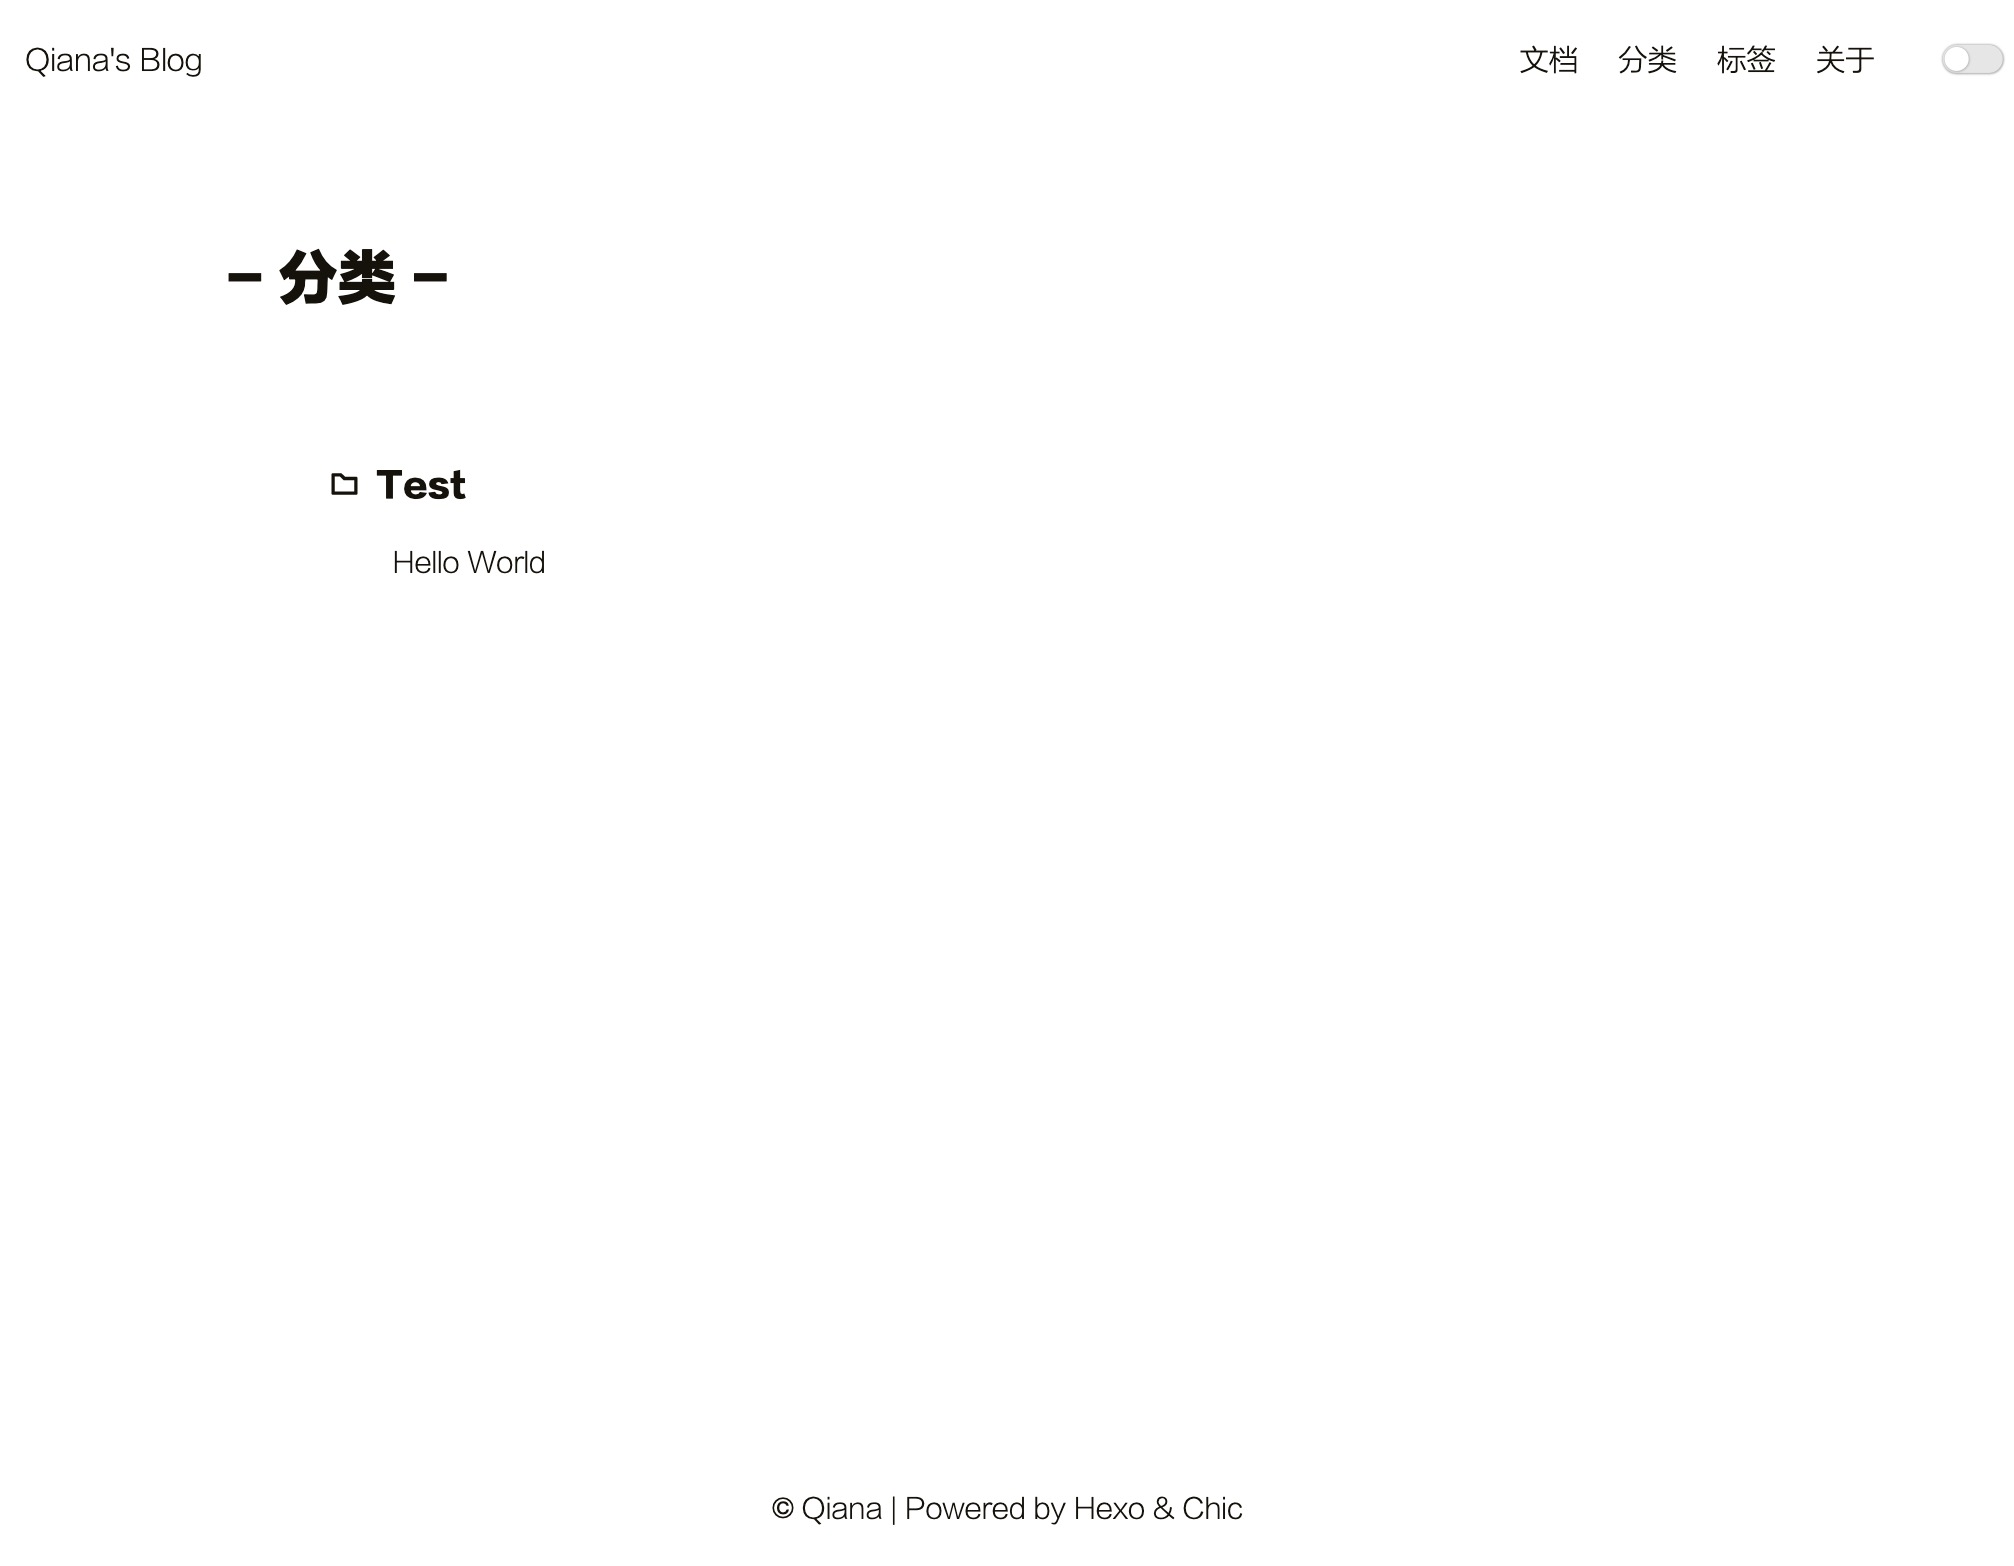 Qiana's Blog
文档 分类 标签 关于
– 分类 –
Test
Hello World
© Qiana | Powered by Hexo & Chic